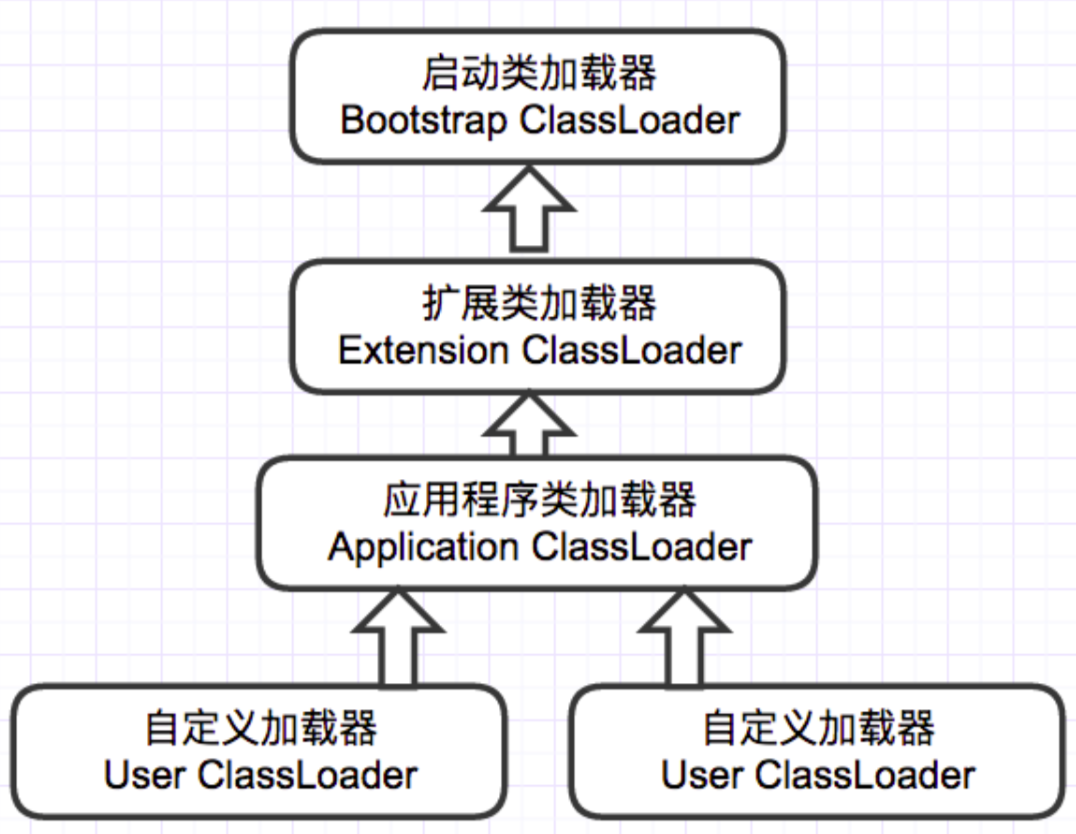 启动类加载器
Bootstrap ClassLoader
扩展类加载器
Extension ClassLoader
应用程序类加载器
Application ClassLoader
自定义加载器
User ClassLoader
自定义加载器
User ClassLoader